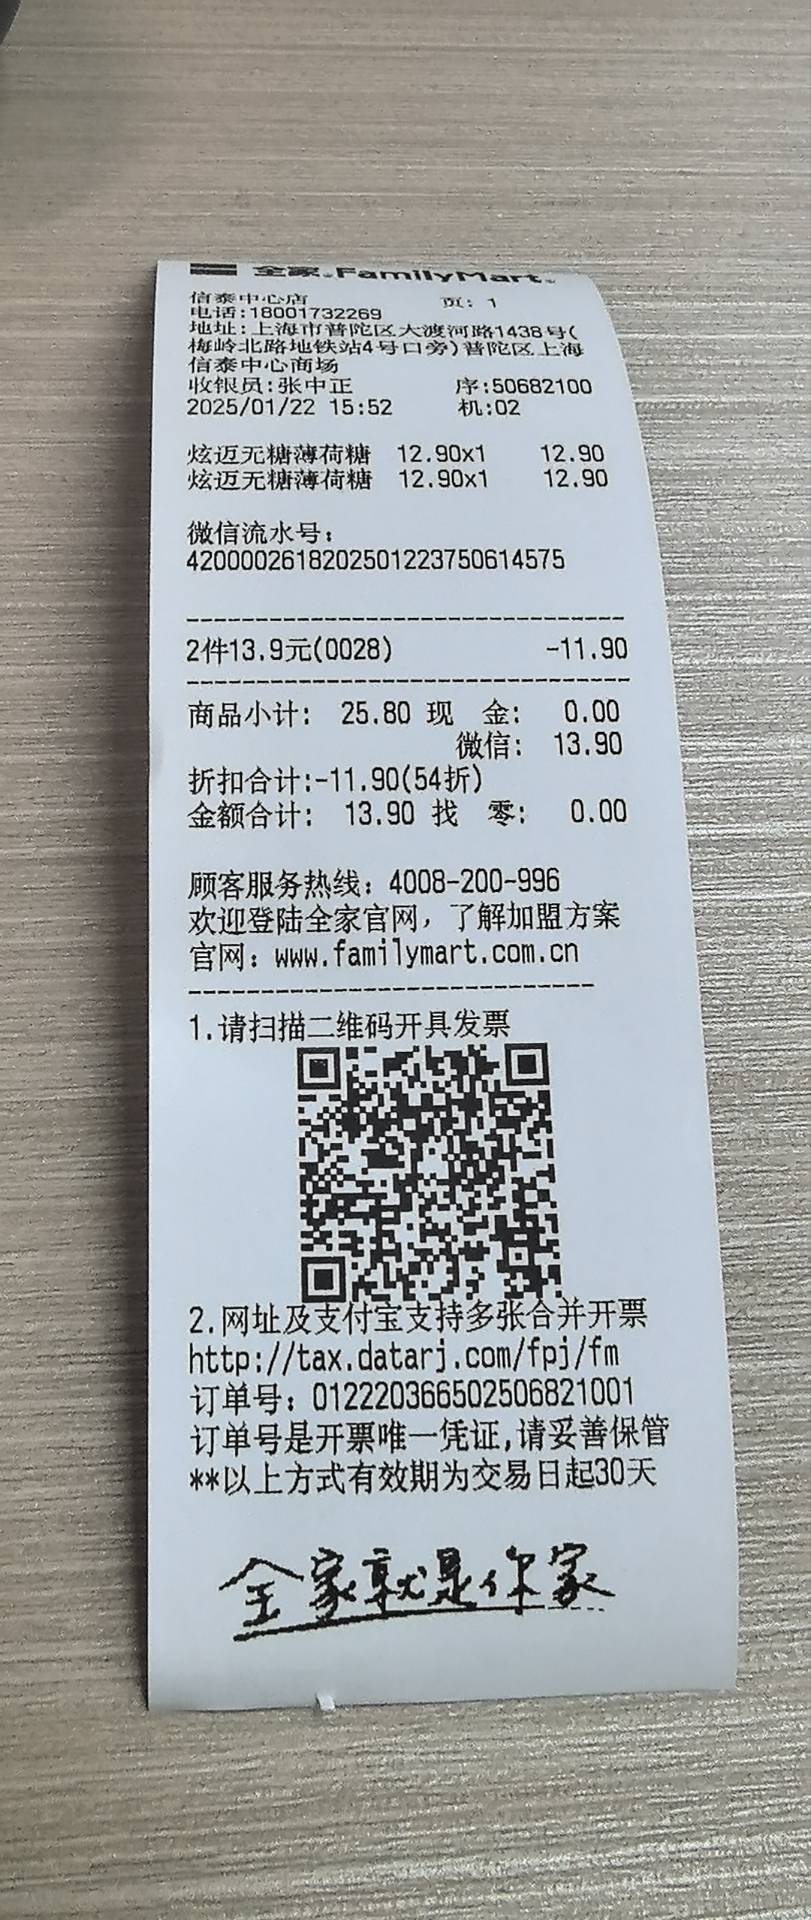 全家 FamilyMart
信泰中心店 页: 1
电话:18001732269
地址:上海市普陀区大渡河路1438号(
梅岭北路地铁站4号口旁)普陀区上海
信泰中心商场
收银员:张中正 序:50682100
2025/01/22 15:52 机:02
炫迈无糖薄荷糖 12.90x1 12.90
炫迈无糖薄荷糖 12.90x1 12.90
微信流水号:
4200002618202501223750614575
2件13.9元(0028) -11.90
商品小计: 25.80 现 金: 0.00
微信: 13.90
折扣合计:-11.90(54折)
金额合计: 13.90 找 零: 0.00
顾客服务热线: 4008-200-996
欢迎登陆全家官网, 了解加盟方案
官网: www.familymart.com.cn
1.请扫描二维码开具发票
2.网址及支付宝支持多张合并开票
http://tax.datarj.com/fpj/fm
订单号: 0122203665025068210​01
订单号是开票唯一凭证,请妥善保管
**以上方式有效期为交易日起30天
全家就是你家